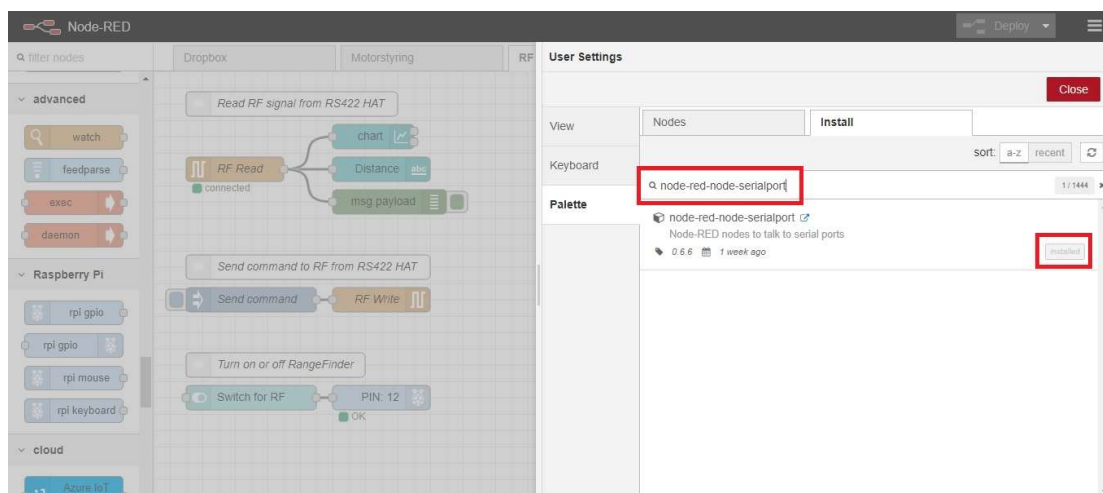 Node-RED
Deploy
filter nodes
advanced
watch
feedparse
exec
daemon
Raspberry Pi
rpi gpio
rpi gpio
rpi mouse
rpi keyboard
cloud
Azure IoT
Dropbox
Motorstyring
RF
Read RF signal from RS422 HAT
chart
RF Read
Distance
abc
connected
msg.payload
Send command to RF from RS422 HAT
Send command
RF Write
Turn on or off RangeFinder
Switch for RF
PIN: 12
OK
User Settings
Close
View
Keyboard
Palette
Nodes
Install
sort: a-z recent
node-red-node-serialport
1 / 1444
node-red-node-serialport
Node-RED nodes to talk to serial ports
0.6.6 1 week ago
installed